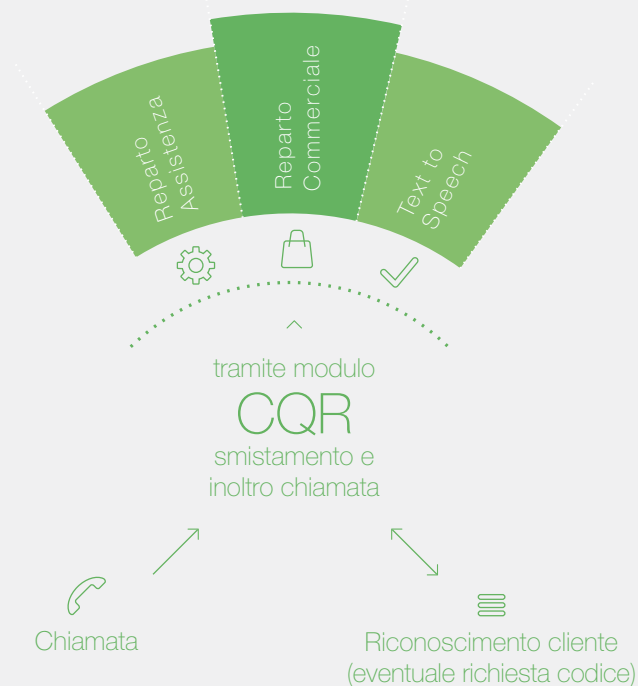 Reparto
Assistenza
Reparto
Commerciale
Text to
Speech
tramite modulo
CQR
smistamento e
inoltro chiamata
Chiamata
Riconoscimento cliente
(eventuale richiesta codice)